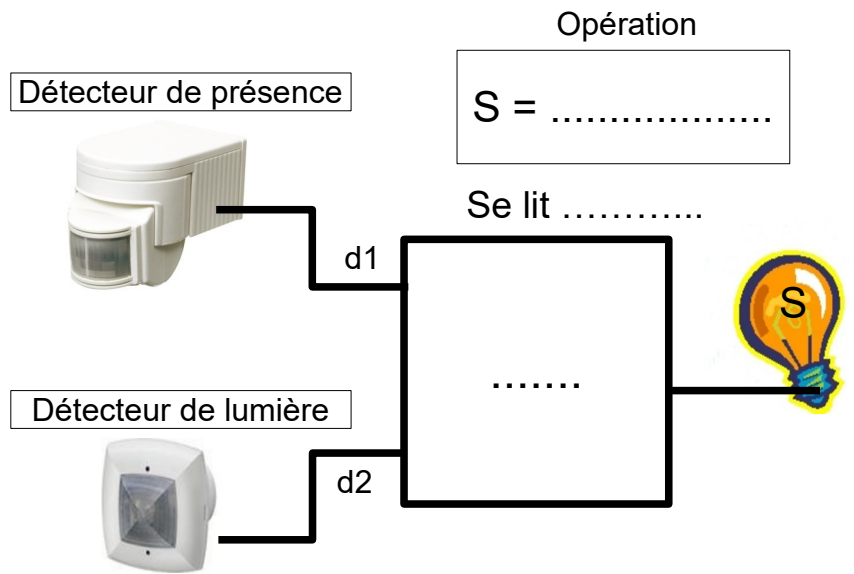 Opération
Détecteur de présence
S = ...................
Se lit ………...
d1
S
…….
Détecteur de lumière
d2